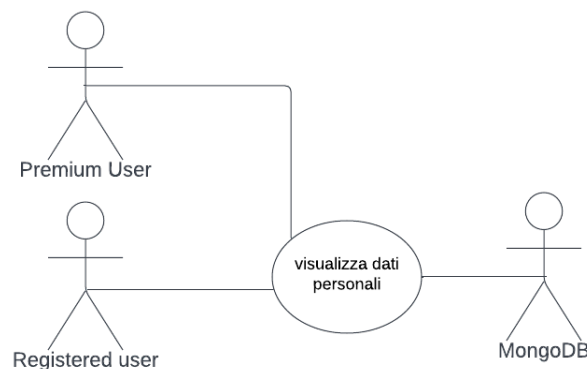 Premium User
visualizza dati
personali
Registered user
MongoDB